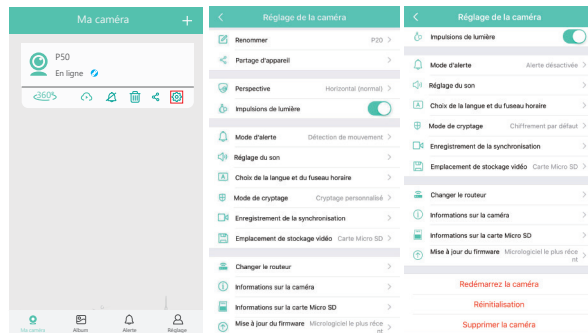 Ma caméra
+
P50
En ligne
360°
Ma caméra
Album
Alerte
Réglage
Réglage de la caméra
Renommer P20
Partage d'appareil
Perspective Horizontal (normal)
Impulsions de lumière
Mode d'alerte Détection de mouvement
Réglage du son
Choix de la langue et du fuseau horaire
Mode de cryptage Cryptage personnalisé
Enregistrement de la synchronisation
Emplacement de stockage vidéo Carte Micro SD
Changer le routeur
Informations sur la caméra
Informations sur la carte Micro SD
Mise à jour du firmware Micrologiciel le plus réce
nt
Réglage de la caméra
Impulsions de lumière
Mode d'alerte Alerte désactivée
Réglage du son
Choix de la langue et du fuseau horaire
Mode de cryptage Chiffrement par défaut
Enregistrement de la synchronisation
Emplacement de stockage vidéo Carte Micro SD
Changer le routeur
Informations sur la caméra
Informations sur la carte Micro SD
Mise à jour du firmware Micrologiciel le plus réce
nt
Redémarrez la caméra
Réinitialisation
Supprimer la caméra